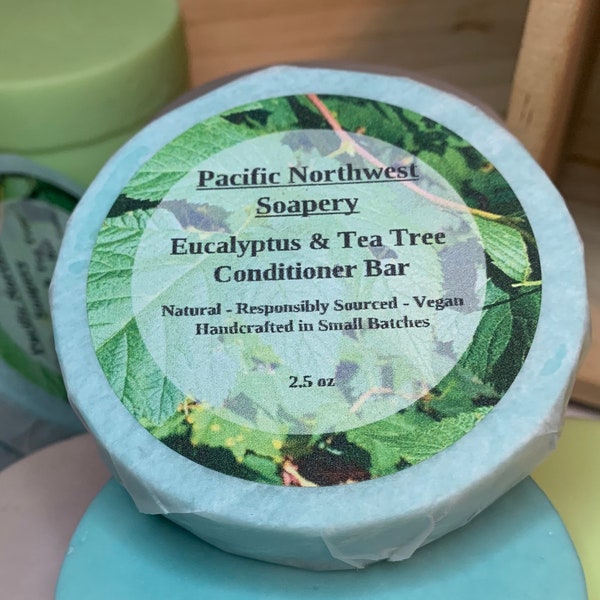 Pacific Northwest
Soapery
Eucalyptus & Tea Tree
Conditioner Bar
Natural - Responsibly Sourced - Vegan
Handcrafted in Small Batches
2.5 oz